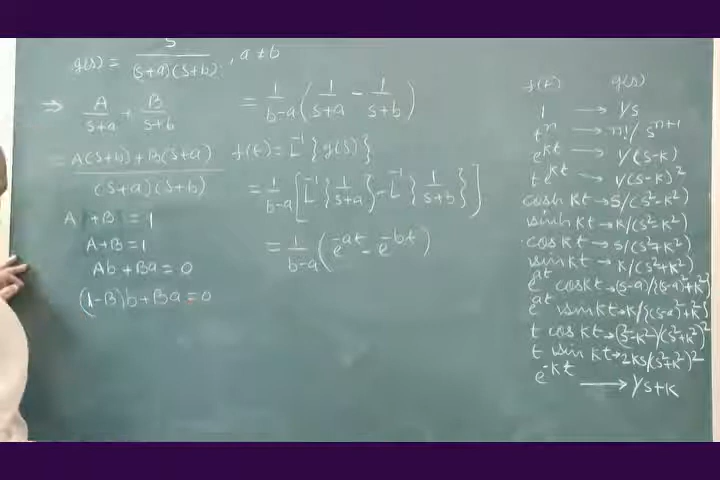 g(s) = s/((s+a)(s+b)), a≠b
⇒ A/(s+a) + B/(s+b)
= (A(s+b) + B(s+a))/((s+a)(s+b))
A +B = 1
A+B = 1
Ab + Ba = 0
(1-B)b + Ba = 0
= 1/(b-a) (1/(s+a) - 1/(s+b))
f(t) = L⁻¹{g(s)}
= 1/(b-a) [L⁻¹{1/(s+a)} - L⁻¹{1/(s+b)}]
= 1/(b-a) (e^-at - e^-bt)
f(t) g(s)
1 → 1/s
t^n → n!/s^n+1
e^kt → 1/(s-k)
te^kt → 1/(s-k)²
cosh kt → s/(s²-k²)
sinh kt → k/(s²-k²)
cos kt → s/(s²+k²)
sin kt → k/(s²+k²)
e^at cos kt → (s-a)/{(s-a)²+k²}
e^at sin kt → k/{(s-a)²+k²}
t cos kt → (s²-k²)/(s²+k²)²
t sin kt → 2ks/(s²+k²)²
e^-kt → 1/s+k